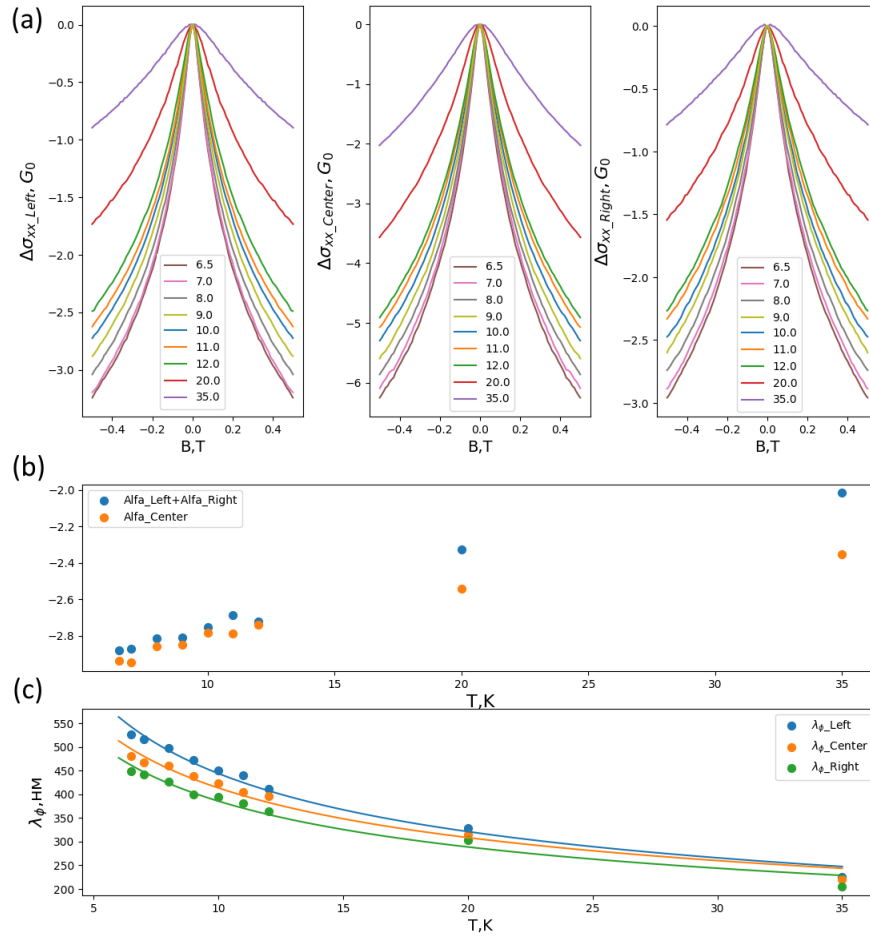 (a)
0.0
−0.5
−1.0
−1.5
−2.0
−2.5
−3.0
Δσxx_Left, G0
6.5
7.0
8.0
9.0
10.0
11.0
12.0
20.0
35.0
−0.4 −0.2 0.0 0.2 0.4
B,T
0
−1
−2
−3
−4
−5
−6
Δσxx_Center, G0
6.5
7.0
8.0
9.0
10.0
11.0
12.0
20.0
35.0
−0.4 −0.2 0.0 0.2 0.4
B,T
0.0
−0.5
−1.0
−1.5
−2.0
−2.5
−3.0
Δσxx_Right, G0
6.5
7.0
8.0
9.0
10.0
11.0
12.0
20.0
35.0
−0.4 −0.2 0.0 0.2 0.4
B,T
(b)
−2.0
−2.2
−2.4
−2.6
−2.8
Alfa_Left+Alfa_Right
Alfa_Center
10 15 20 25 30 35
T,K
(c)
550
500
450
400
350
300
250
200
λϕ,нм
λϕ_Left
λϕ_Center
λϕ_Right
5 10 15 20 25 30 35
T,K